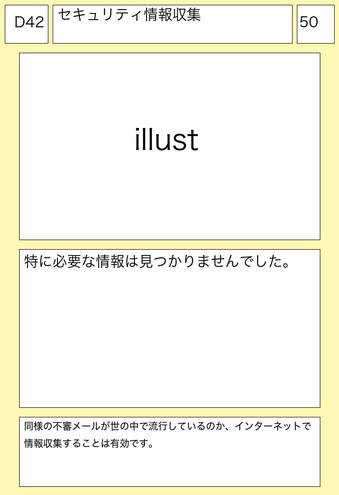 D42
セキュリティ情報収集
50
illust
特に必要な情報は見つかりませんでした。
同様の不審メールが世の中で流行しているのか、インターネットで
情報収集することは有効です。